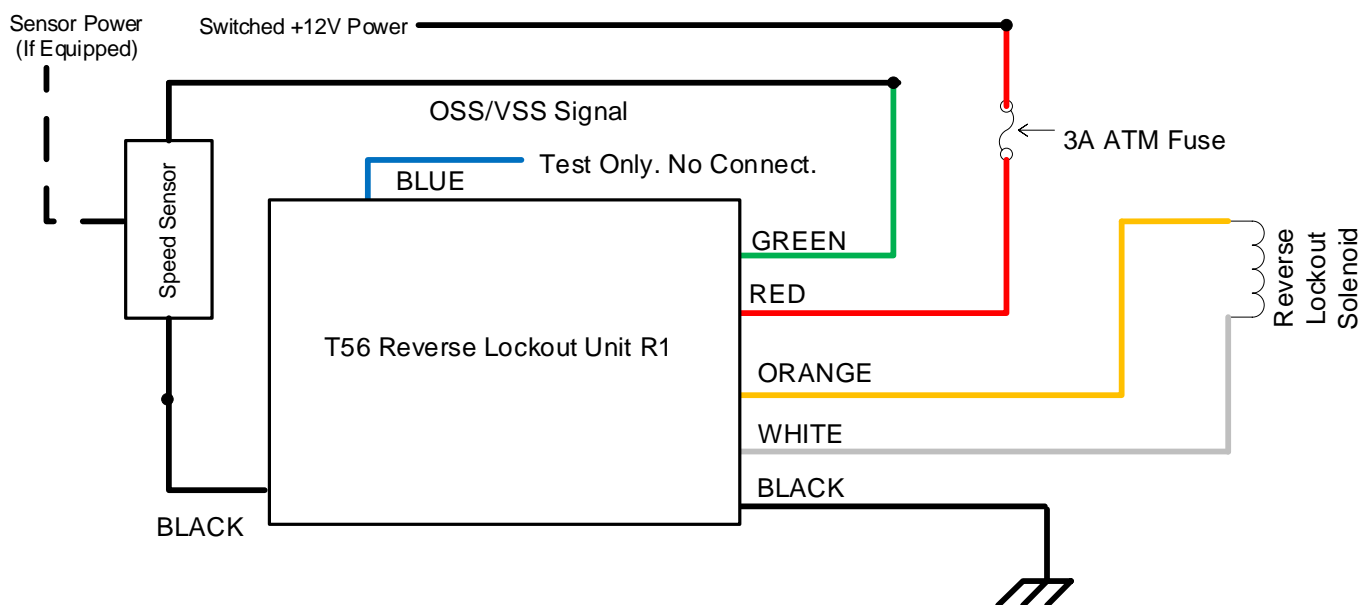 Sensor Power
(If Equipped)
Switched +12V Power
OSS/VSS Signal
3A ATM Fuse
Test Only. No Connect.
BLUE
Speed Sensor
GREEN
RED
Reverse
Lockout
Solenoid
T56 Reverse Lockout Unit R1
ORANGE
WHITE
BLACK
BLACK